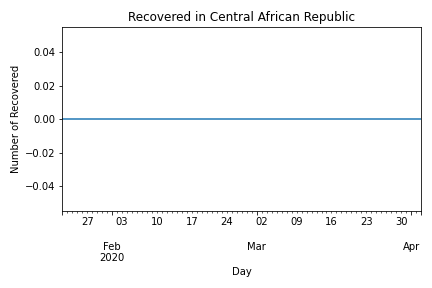 Recovered in Central African Republic
Number of Recovered
0.04
0.02
0.00
−0.02
−0.04
27 03 10 17 24 02 09 16 23 30
Feb Mar Apr
2020
Day